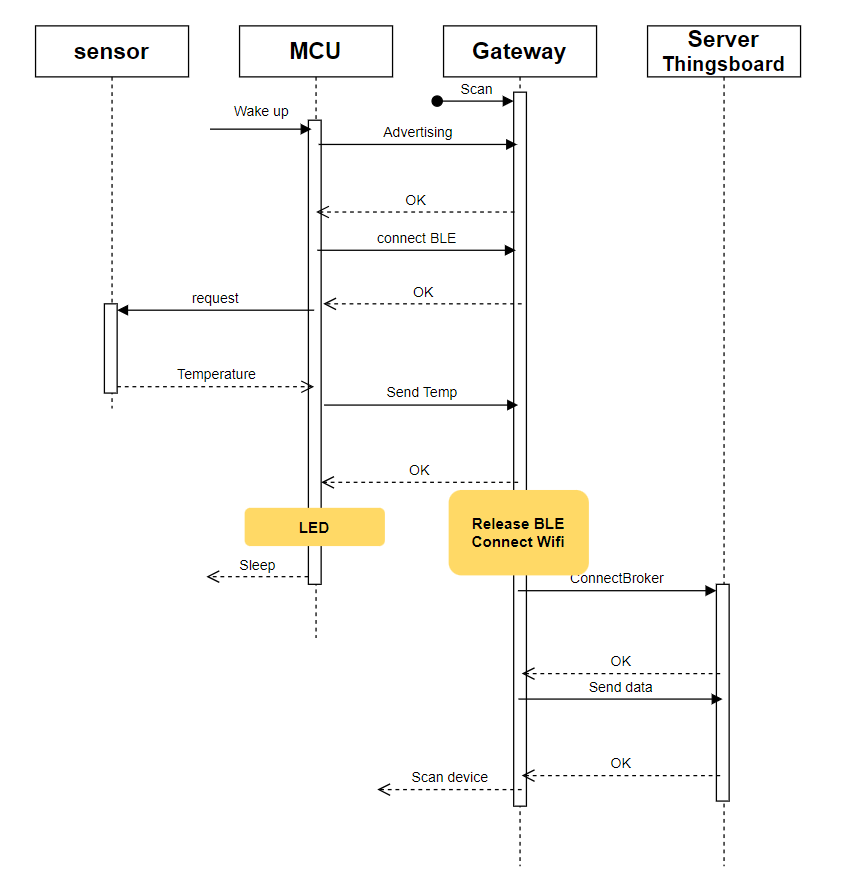 sensor
MCU
Gateway
Server
Thingsboard
Scan
Wake up
Advertising
OK
connect BLE
OK
request
Temperature
Send Temp
OK
LED
Release BLE
Connect Wifi
Sleep
ConnectBroker
OK
Send data
OK
Scan device